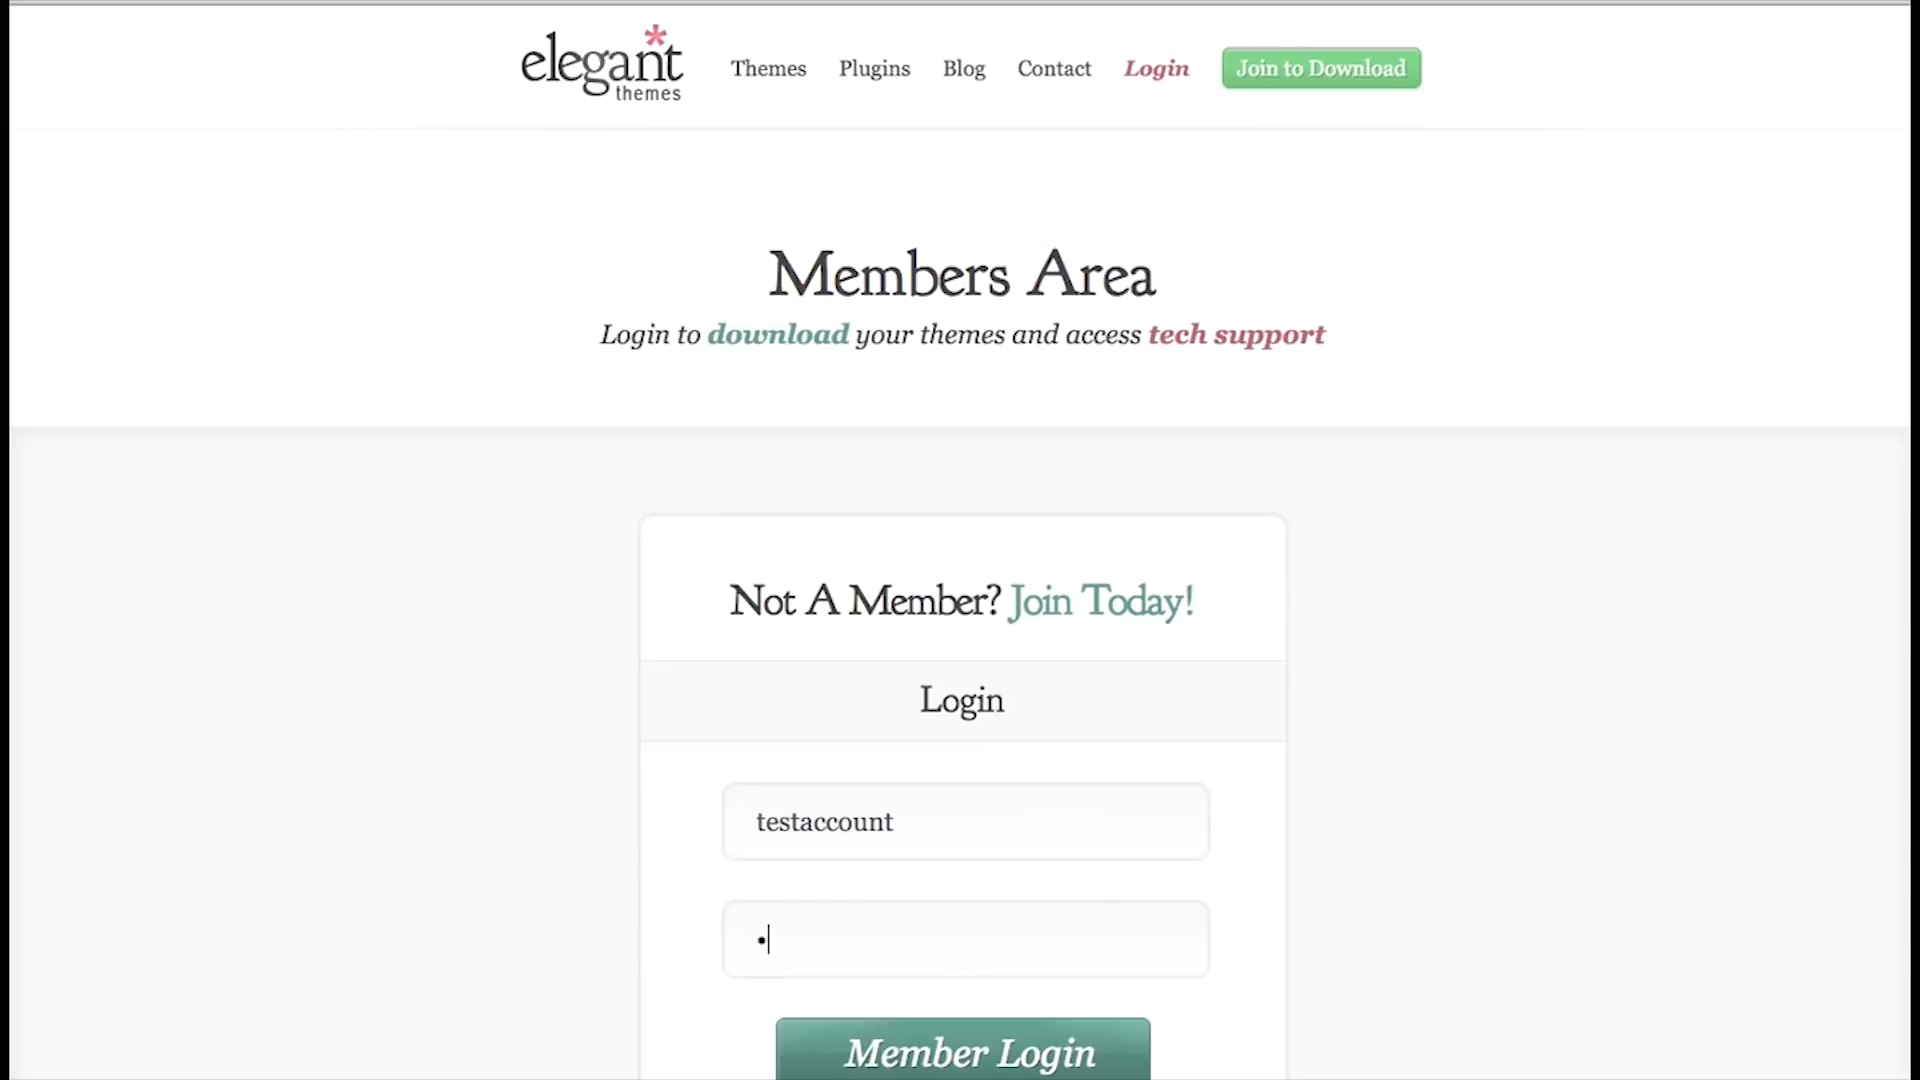 elegant themes
Themes Plugins Blog Contact Login Join to Download
Members Area
Login to download your themes and access tech support
Not A Member? Join Today!
Login
testaccount
•
Member Login